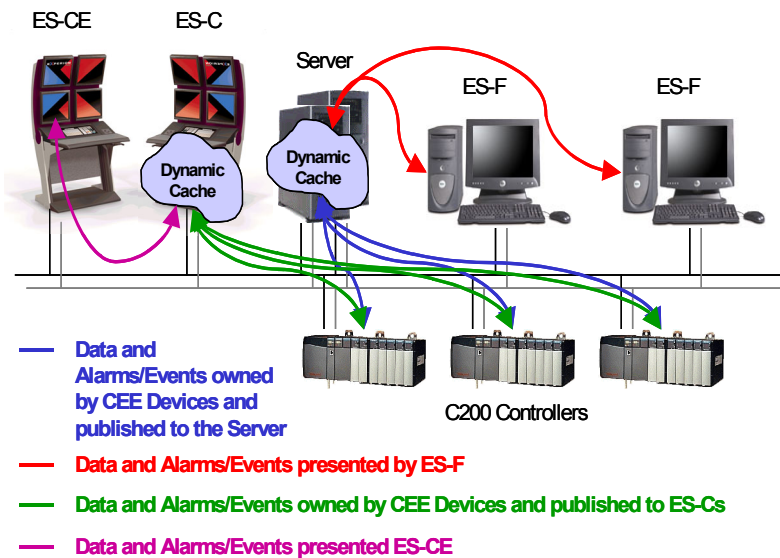 ES-CE
ES-C
Server
ES-F
ES-F
Dynamic
Cache
Dynamic
Cache
C200 Controllers
Data and
Alarms/Events owned
by CEE Devices and
published to the Server
Data and Alarms/Events presented by ES-F
Data and Alarms/Events owned by CEE Devices and published to ES-Cs
Data and Alarms/Events presented ES-CE